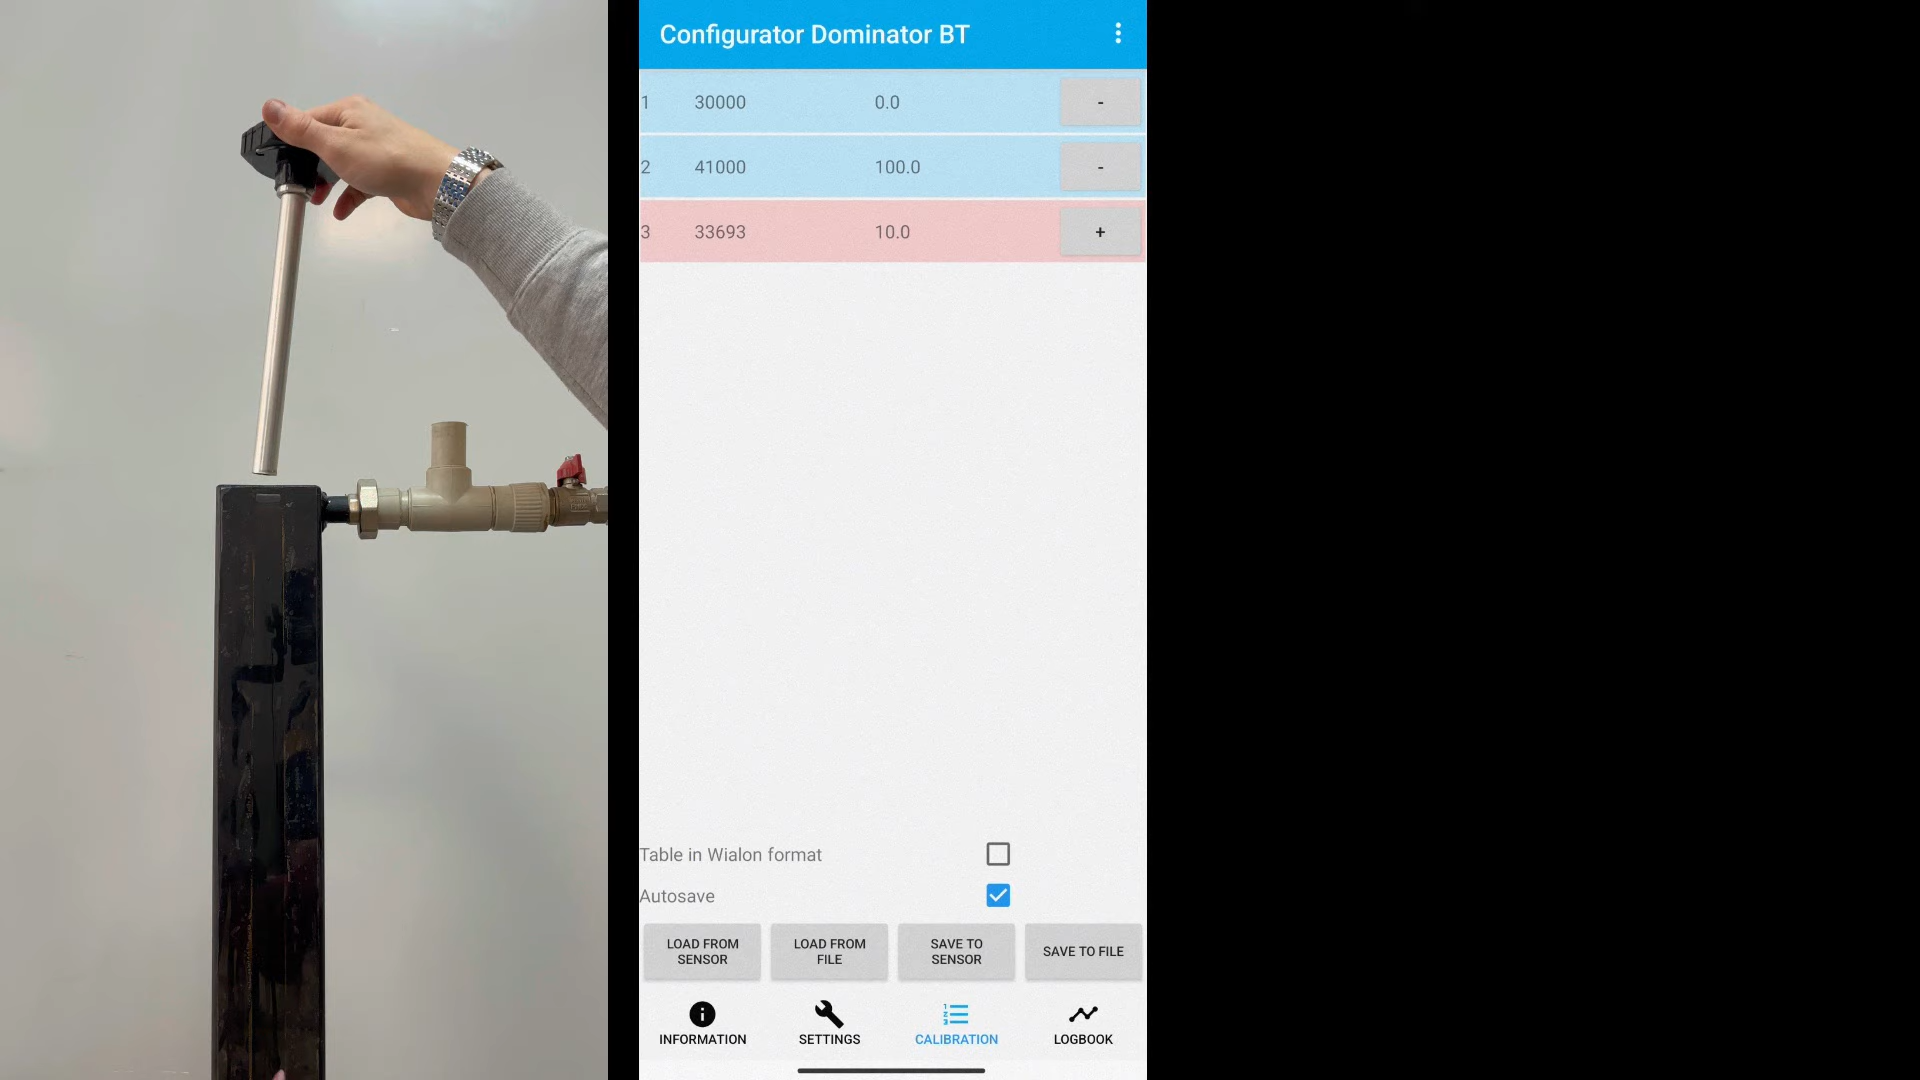 Configurator Dominator BT
1 30000 0.0 -
2 41000 100.0 -
3 33693 10.0 +
Table in Wialon format
Autosave
LOAD FROM
SENSOR
LOAD FROM
FILE
SAVE TO
SENSOR
SAVE TO FILE
INFORMATION
SETTINGS
CALIBRATION
LOGBOOK